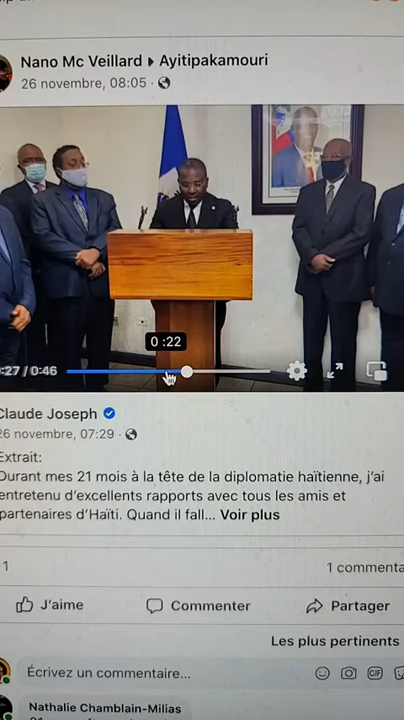 Nano Mc Veillard ▸ Ayitipakamouri
26 novembre, 08:05 ·
0:22
:27 / 0:46
Claude Joseph
26 novembre, 07:29 ·
Extrait:
Durant mes 21 mois à la tête de la diplomatie haïtienne, j'ai
entretenu d'excellents rapports avec tous les amis et
partenaires d'Haïti. Quand il fall... Voir plus
1
1 commenta
J'aime
Commenter
Partager
Les plus pertinents
Écrivez un commentaire...
GIF
Nathalie Chamblain-Milias